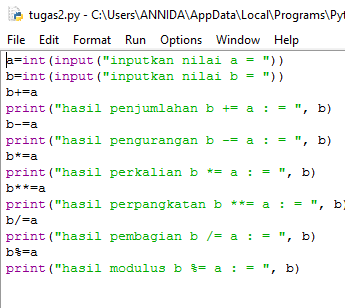 tugas2.py - C:\Users\ANNIDA\AppData\Local\Programs\Pyt
File Edit Format Run Options Window Help
a=int(input("inputkan nilai a = "))
b=int(input("inputkan nilai b = "))
b+=a
print("hasil penjumlahan b += a : = ", b)
b-=a
print("hasil pengurangan b -= a : = ", b)
b*=a
print("hasil perkalian b *= a : = ", b)
b**=a
print("hasil perpangkatan b **= a : = ", b)
b/=a
print("hasil pembagian b /= a : = ", b)
b%=a
print("hasil modulus b %= a : = ", b)